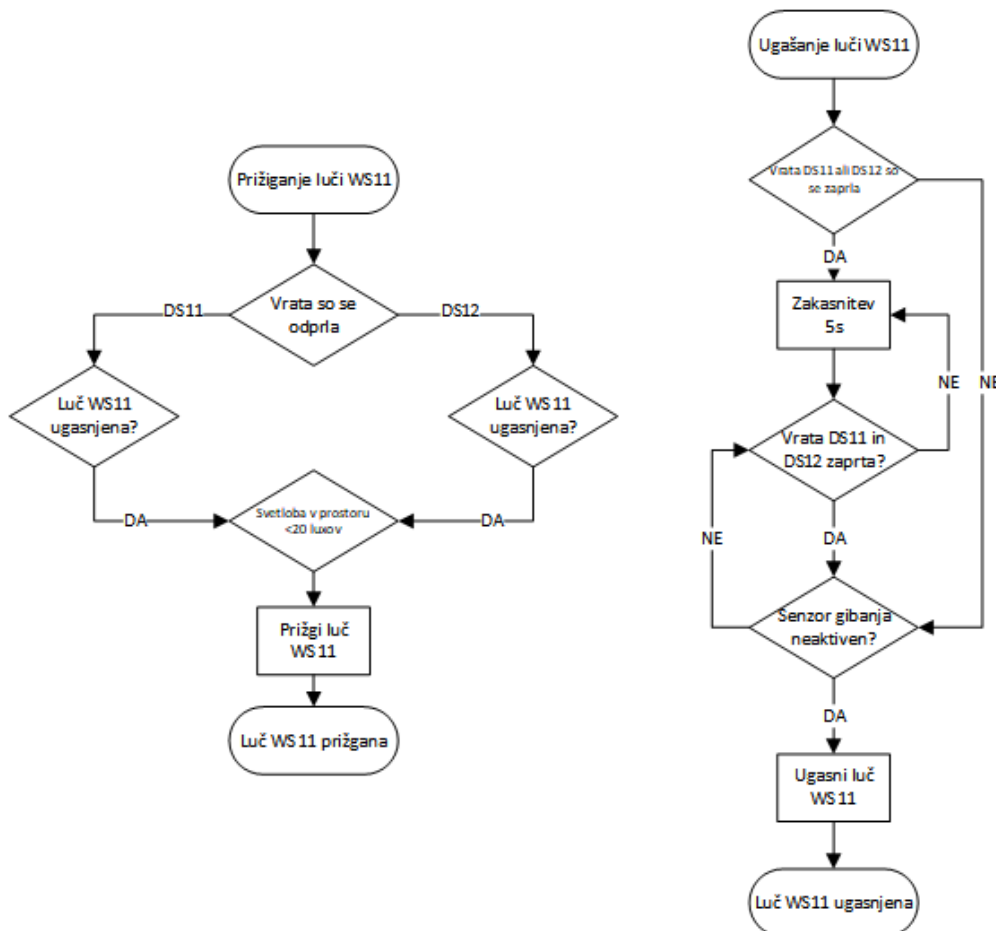 Prižiganje luči WS11
Vrata so se
odprla
DS11
DS12
Luč WS11
ugasnjena?
Luč WS11
ugasnjena?
DA
DA
Svetloba v prostoru
<20 luxov
Prižgi luč
WS11
Luč WS11 prižgana
Ugašanje luči WS11
Vrata DS11 ali DS12 so
se zaprla
DA
NE
Zakasnitev
5s
NE
Vrata DS11 in
DS12 zaprta?
DA
NE
Senzor gibanja
neaktiven?
DA
Ugasni luč
WS11
Luč WS11 ugasnjena